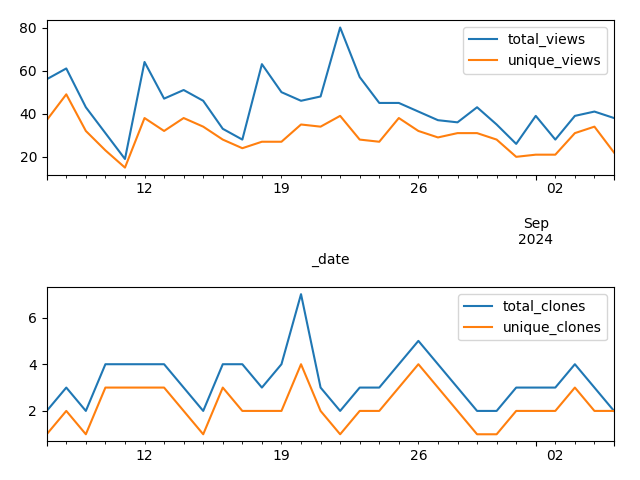 80
60
40
20
total_views
unique_views
12
19
26
02
Sep
2024
_date
6
4
2
total_clones
unique_clones
12
19
26
02